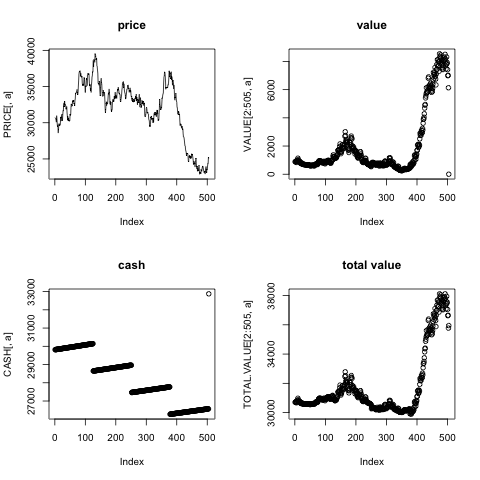 price
PRICE[, a]
25000 30000 35000 40000
0 100 200 300 400 500
Index
value
VALUE[2:505, a]
0 2000 6000
0 100 200 300 400 500
Index
cash
CASH[, a]
27000 29000 31000 33000
0 100 200 300 400 500
Index
total value
TOTAL.VALUE[2:505, a]
30000 34000 38000
0 100 200 300 400 500
Index